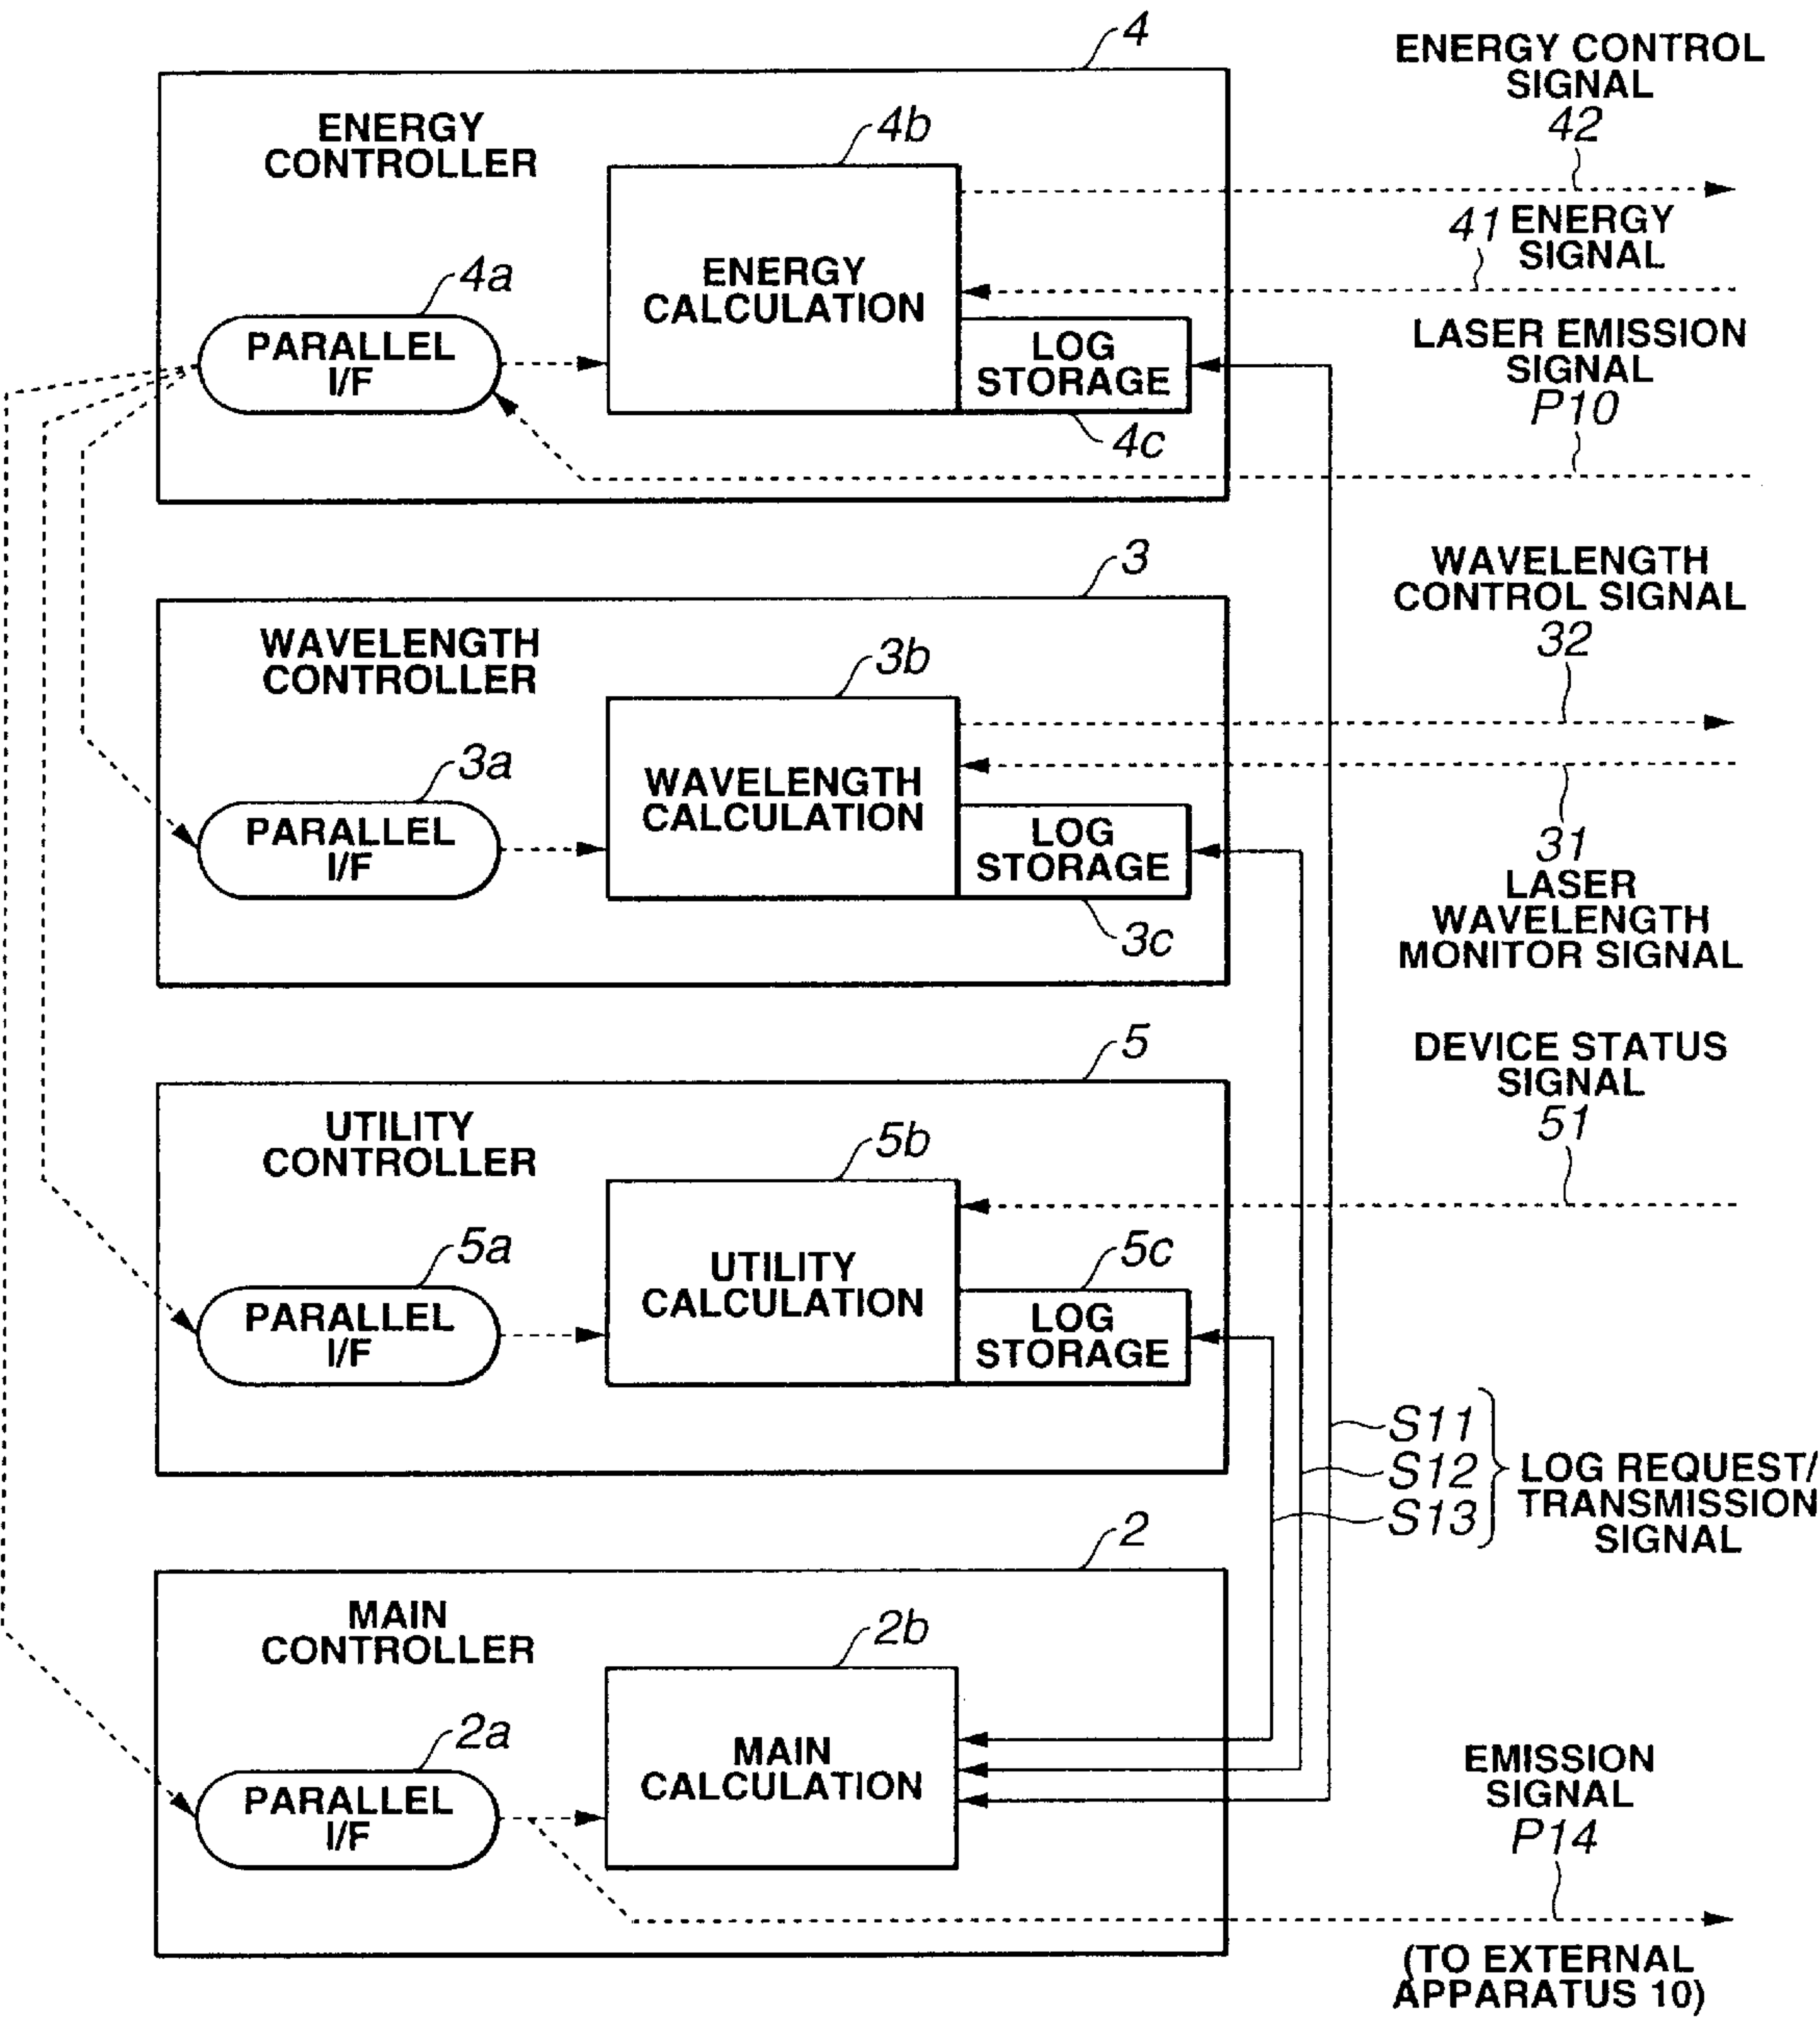 4
ENERGY
CONTROLLER
4b
4a
PARALLEL
I/F
ENERGY
CALCULATION
LOG
STORAGE
4c
ENERGY CONTROL
SIGNAL
42
41 ENERGY
SIGNAL
LASER EMISSION
SIGNAL
P10
3
WAVELENGTH
CONTROLLER
3b
3a
PARALLEL
I/F
WAVELENGTH
CALCULATION
LOG
STORAGE
3c
WAVELENGTH
CONTROL SIGNAL
32
31
LASER
WAVELENGTH
MONITOR SIGNAL
5
UTILITY
CONTROLLER
5b
5a
PARALLEL
I/F
UTILITY
CALCULATION
5c
LOG
STORAGE
DEVICE STATUS
SIGNAL
51
S11
S12
S13
LOG REQUEST/
TRANSMISSION
SIGNAL
2
MAIN
CONTROLLER
2b
2a
PARALLEL
I/F
MAIN
CALCULATION
EMISSION
SIGNAL
P14
(TO EXTERNAL
APPARATUS 10)